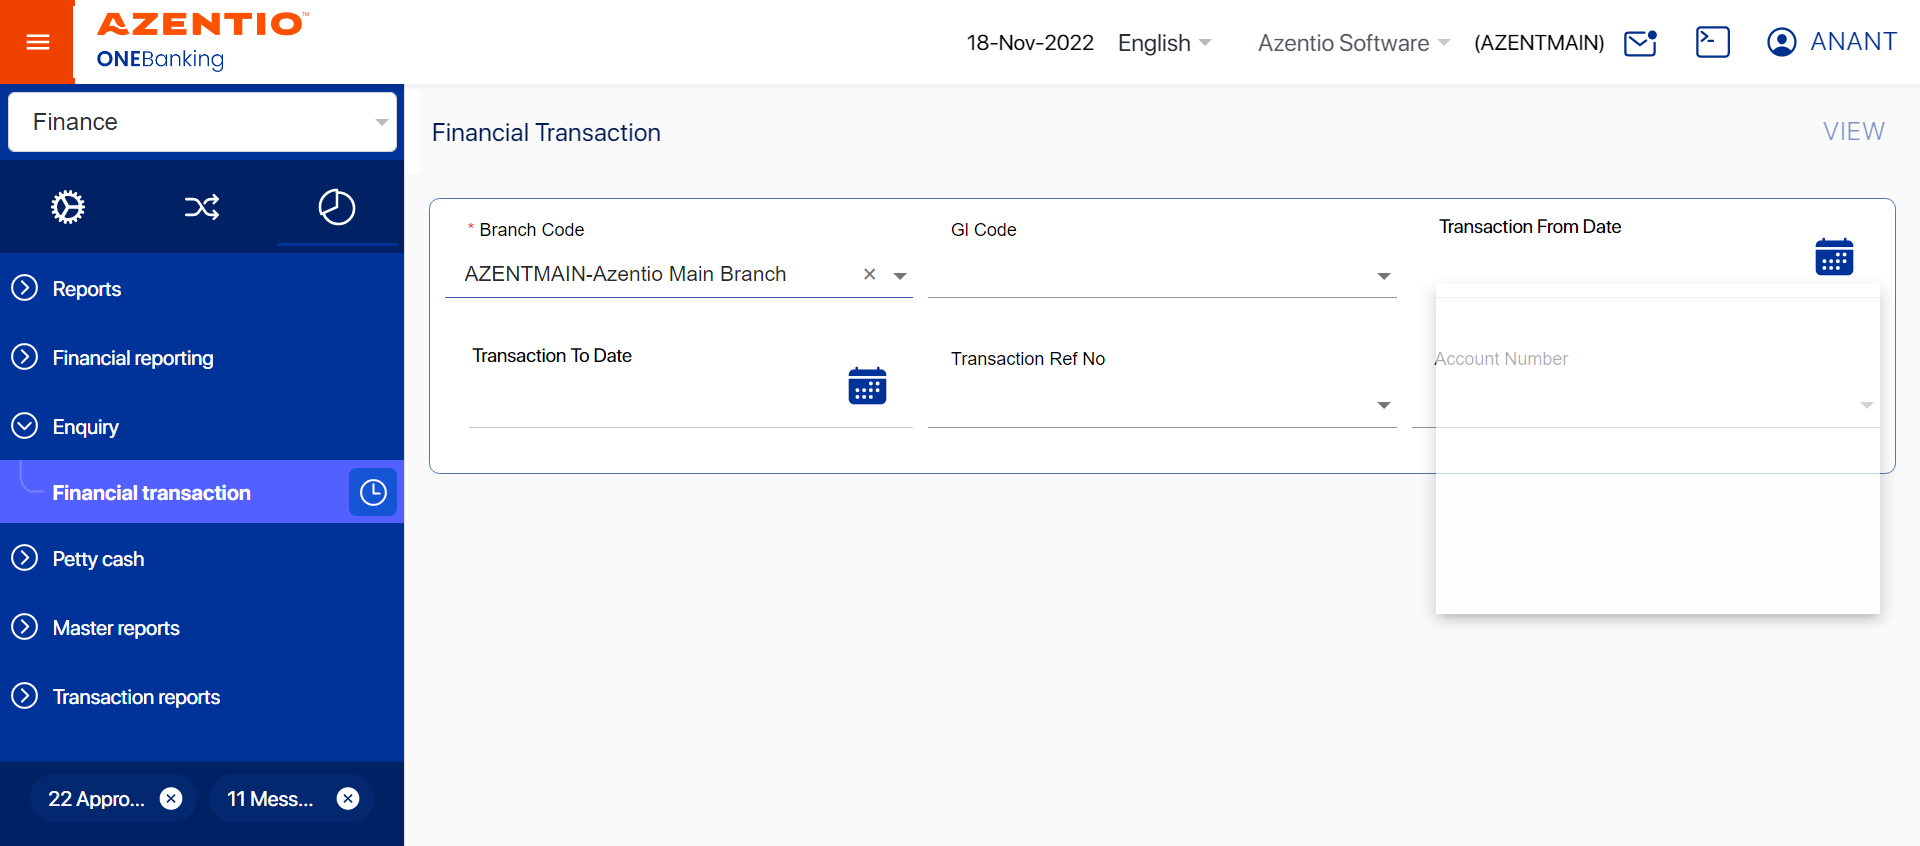 AZENTIO™
ONEBanking
18-Nov-2022 English Azentio Software (AZENTMAIN) ANANT
Finance
Reports
Financial reporting
Enquiry
Financial transaction
Petty cash
Master reports
Transaction reports
22 Appro...
11 Mess...
Financial Transaction
VIEW
* Branch Code
AZENTMAIN-Azentio Main Branch
Gl Code
Transaction From Date
Transaction To Date
Transaction Ref No
Account Number